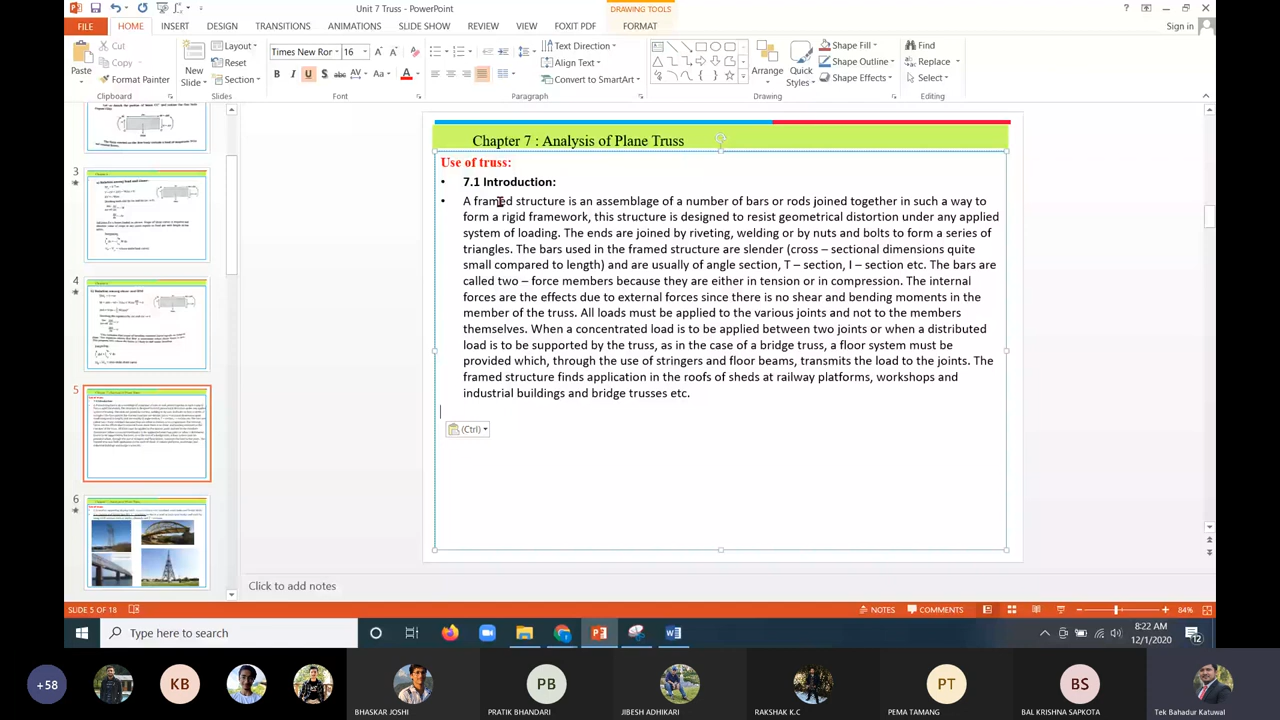 Unit 7 Truss - PowerPoint
DRAWING TOOLS
FILE HOME INSERT DESIGN TRANSITIONS ANIMATIONS SLIDE SHOW REVIEW VIEW FOXIT PDF FORMAT
Sign in
Paste
Cut
Copy
Format Painter
Clipboard
New
Slide
Layout
Reset
Section
Slides
Times New Ror 16
B I U S abc AV Aa A
Font
Text Direction
Align Text
Convert to SmartArt
Paragraph
Arrange
Quick
Styles
Shape Fill
Shape Outline
Shape Effects
Drawing
Find
Replace
Select
Editing
3
4
5
6
Chapter 7 : Analysis of Plane Truss
Use of truss:
• 7.1 Introduction:
• A framed structure is an assemblage of a number of bars or rods joined together in such a way to
form a rigid framework, this structure is designed to resist geometrical distortion under any applied
system of loading. The ends are joined by riveting, welding or by nuts and bolts to form a series of
triangles. The bars used in the framed structure are slender (cross – sectional dimensions quite
small compared to length) and are usually of angle section, T – section, I – section etc. The bars are
called two – force members because they are either in tension or in compression. The internal
forces are the effects due to external forces since there is no shear and bending moments in the
member of the truss. All loads must be applied to the various joints and not to the members
themselves. When a concentrated load is to be applied between two joints or when a distributed
load is to be supported by the truss, as in the case of a bridge truss, a floor system must be
provided which, through the use of stringers and floor beams, transmits the load to the joints. The
framed structure finds application in the roofs of sheds at railway platforms, workshops and
industrial buildings and bridge trusses etc.
(Ctrl)
Click to add notes
SLIDE 5 OF 18
NOTES
COMMENTS
84%
Type here to search
8:22 AM
12/1/2020
12
+58
KB
PB
PT
BS
BHASKAR JOSHI
PRATIK BHANDARI
JIBESH ADHIKARI
RAKSHAK K.C
PEMA TAMANG
BAL KRISHNA SAPKOTA
Tek Bahadur Katuwal